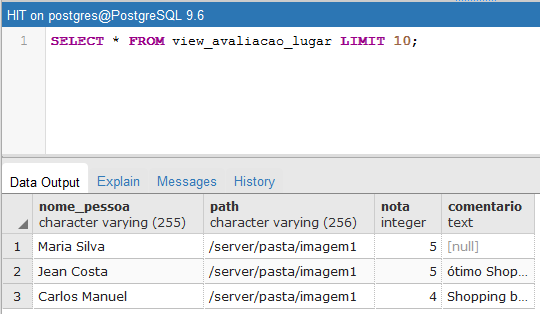 HIT on postgres@PostgreSQL 9.6
1 SELECT * FROM view_avaliacao_lugar LIMIT 10;
Data Output Explain Messages History
nome_pessoa path nota comentario
character varying (255) character varying (256) integer text
1 Maria Silva /server/pasta/imagem1 5 [null]
2 Jean Costa /server/pasta/imagem1 5 ótimo Shop...
3 Carlos Manuel /server/pasta/imagem1 4 Shopping b...